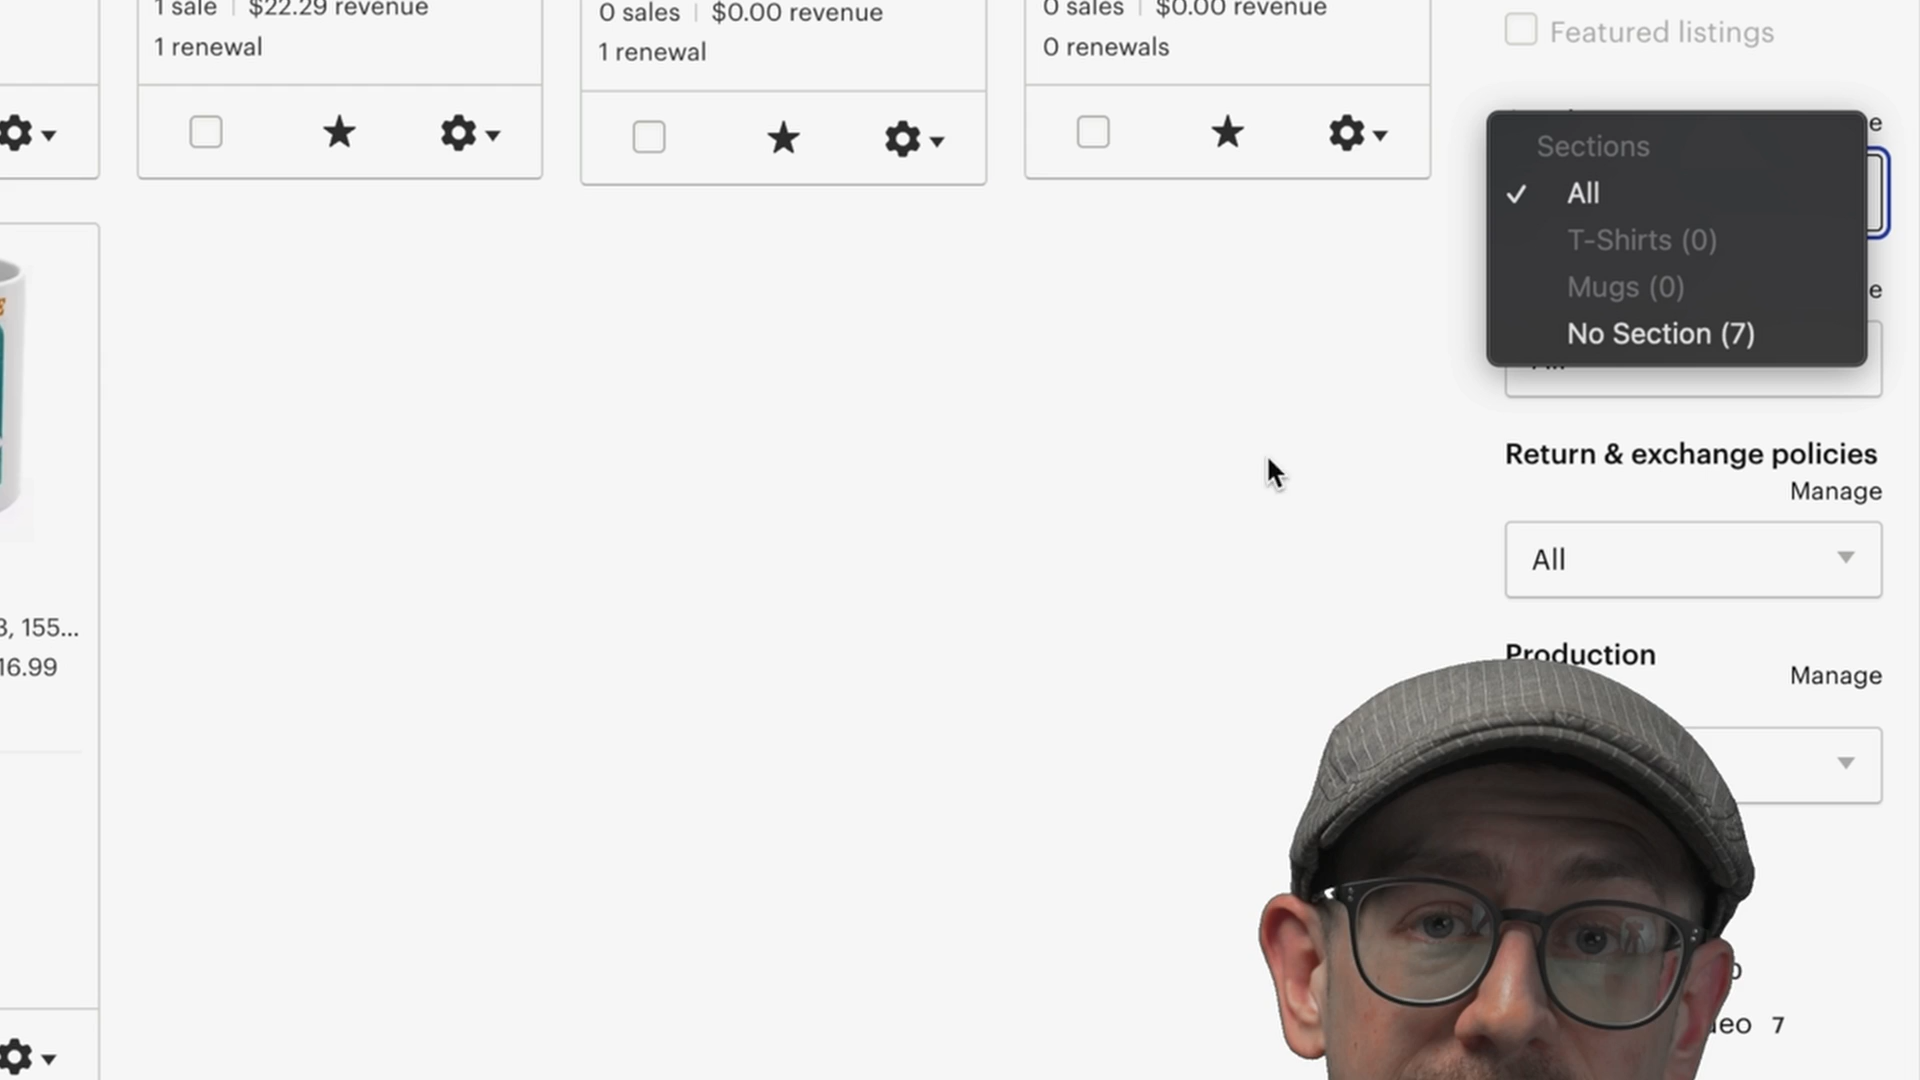 1 sale | $22.29 revenue
1 renewal
0 sales | $0.00 revenue
1 renewal
0 sales | $0.00 revenue
0 renewals
Featured listings
Sections
All
T-Shirts (0)
Mugs (0)
No Section (7)
Return & exchange policies
Manage
All
Production
Manage
3, 155...
16.99
7